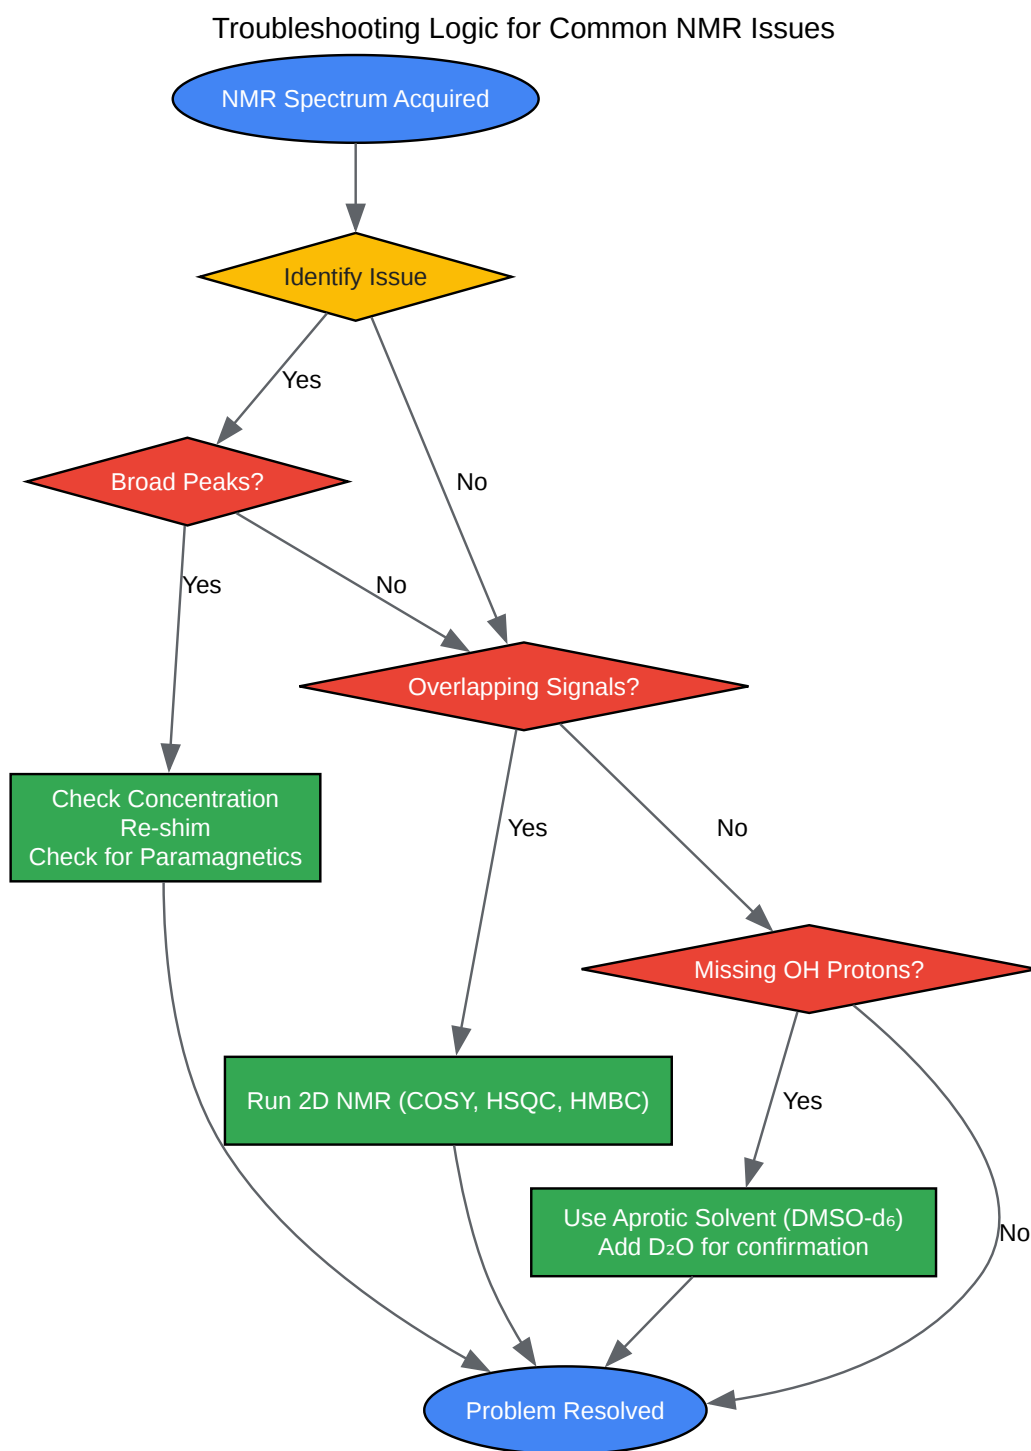 Troubleshooting Logic for Common NMR Issues
NMR Spectrum Acquired
Identify Issue
Yes
No
Broad Peaks?
Yes
No
Overlapping Signals?
Check Concentration
Re-shim
Check for Paramagnetics
Yes
No
Missing OH Protons?
Run 2D NMR (COSY, HSQC, HMBC)
Yes
Use Aprotic Solvent (DMSO-d₆)
Add D₂O for confirmation
No
Problem Resolved